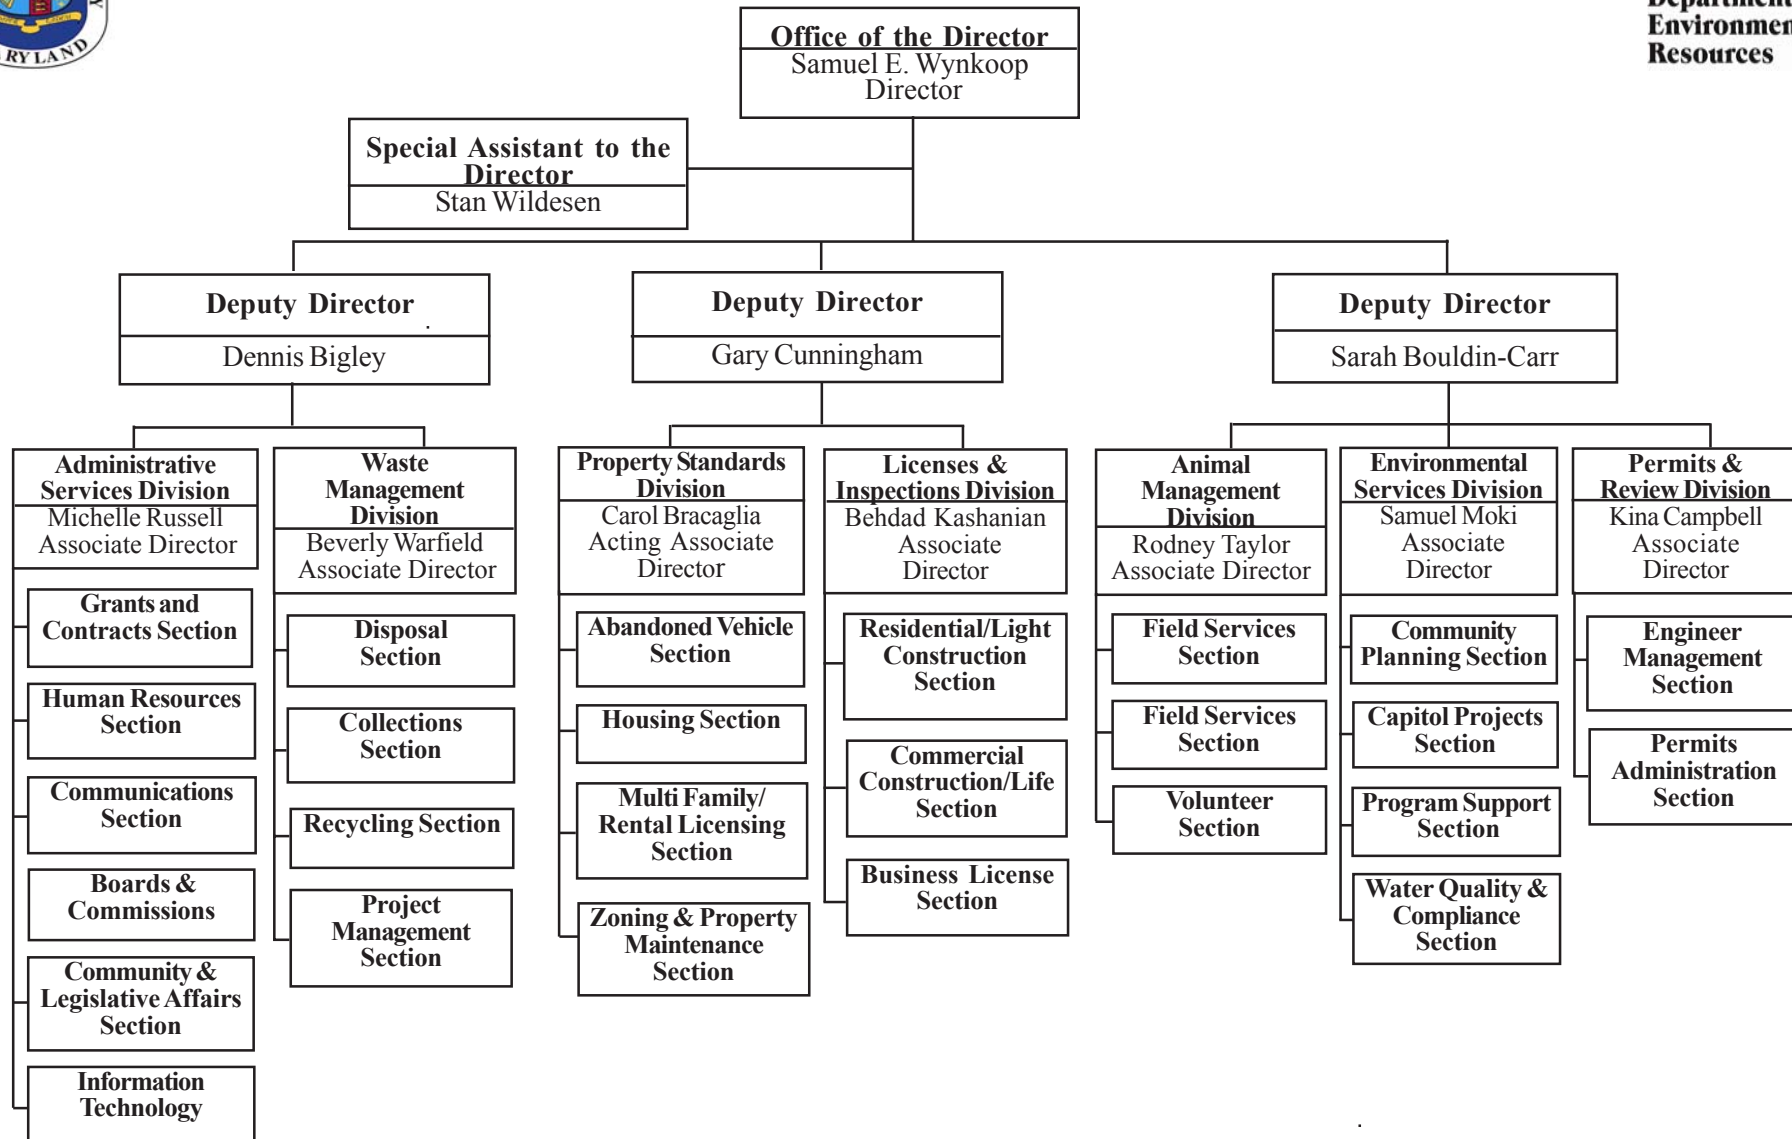 RYLAND
Department
Environmen
Resources
Office of the Director
Samuel E. Wynkoop
Director
Special Assistant to the
Director
Stan Wildesen
Deputy Director
Dennis Bigley
Deputy Director
Gary Cunningham
Deputy Director
Sarah Bouldin-Carr
Administrative
Services Division
Michelle Russell
Associate Director
Grants and
Contracts Section
Human Resources
Section
Communications
Section
Boards &
Commissions
Community &
Legislative Affairs
Section
Information
Technology
Waste
Management
Division
Beverly Warfield
Associate Director
Disposal
Section
Collections
Section
Recycling Section
Project
Management
Section
Property Standards
Division
Carol Bracaglia
Acting Associate
Director
Abandoned Vehicle
Section
Housing Section
Multi Family/
Rental Licensing
Section
Zoning & Property
Maintenance
Section
Licenses &
Inspections Division
Behdad Kashanian
Associate
Director
Residential/Light
Construction
Section
Commercial
Construction/Life
Section
Business License
Section
Animal
Management
Division
Rodney Taylor
Associate Director
Field Services
Section
Field Services
Section
Volunteer
Section
Environmental
Services Division
Samuel Moki
Associate
Director
Community
Planning Section
Capitol Projects
Section
Program Support
Section
Water Quality &
Compliance
Section
Permits &
Review Division
Kina Campbell
Associate
Director
Engineer
Management
Section
Permits
Administration
Section